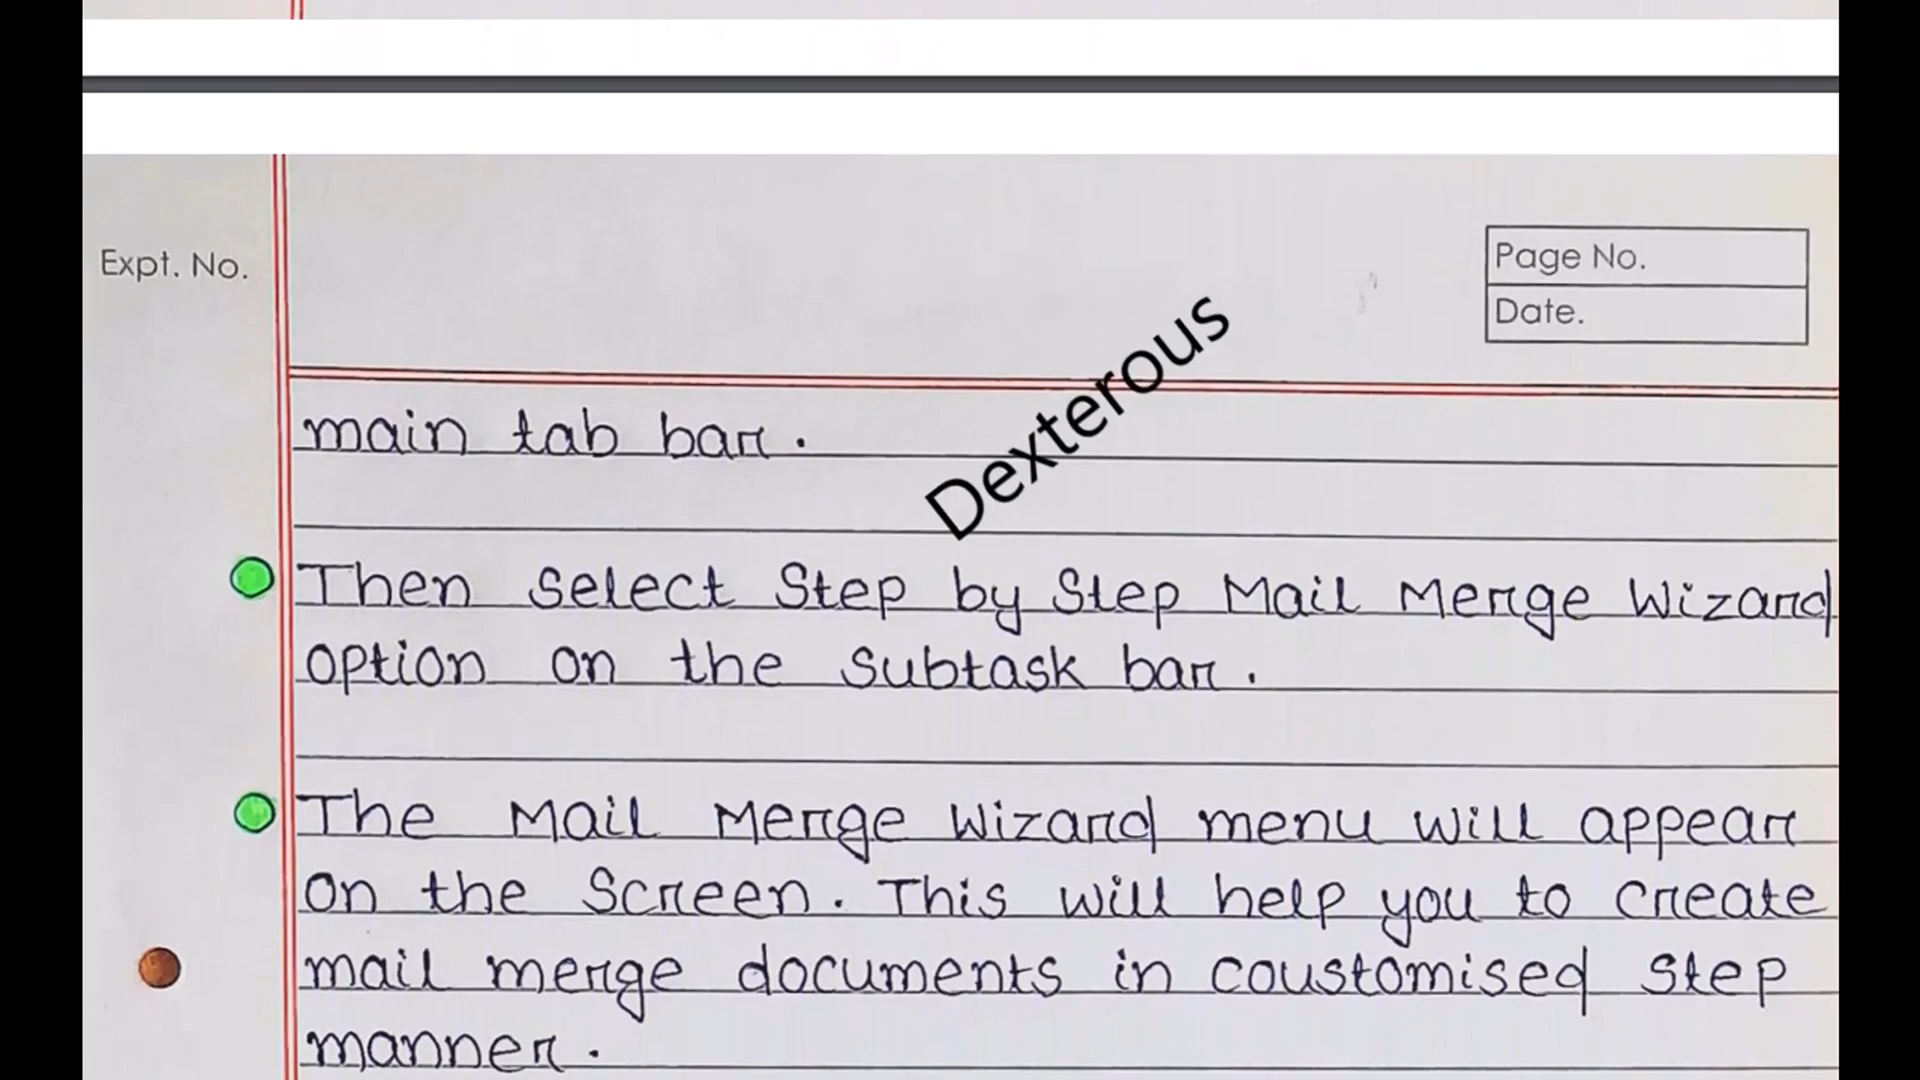 Expt. No.
Page No.
Date.
Dexterous
main tab bar.
Then select Step by Step Mail Merge Wizard
option on the subtask bar.
The Mail Merge Wizard menu will appear
on the Screen. This will help you to create
mail merge documents in coustomised step
manner.